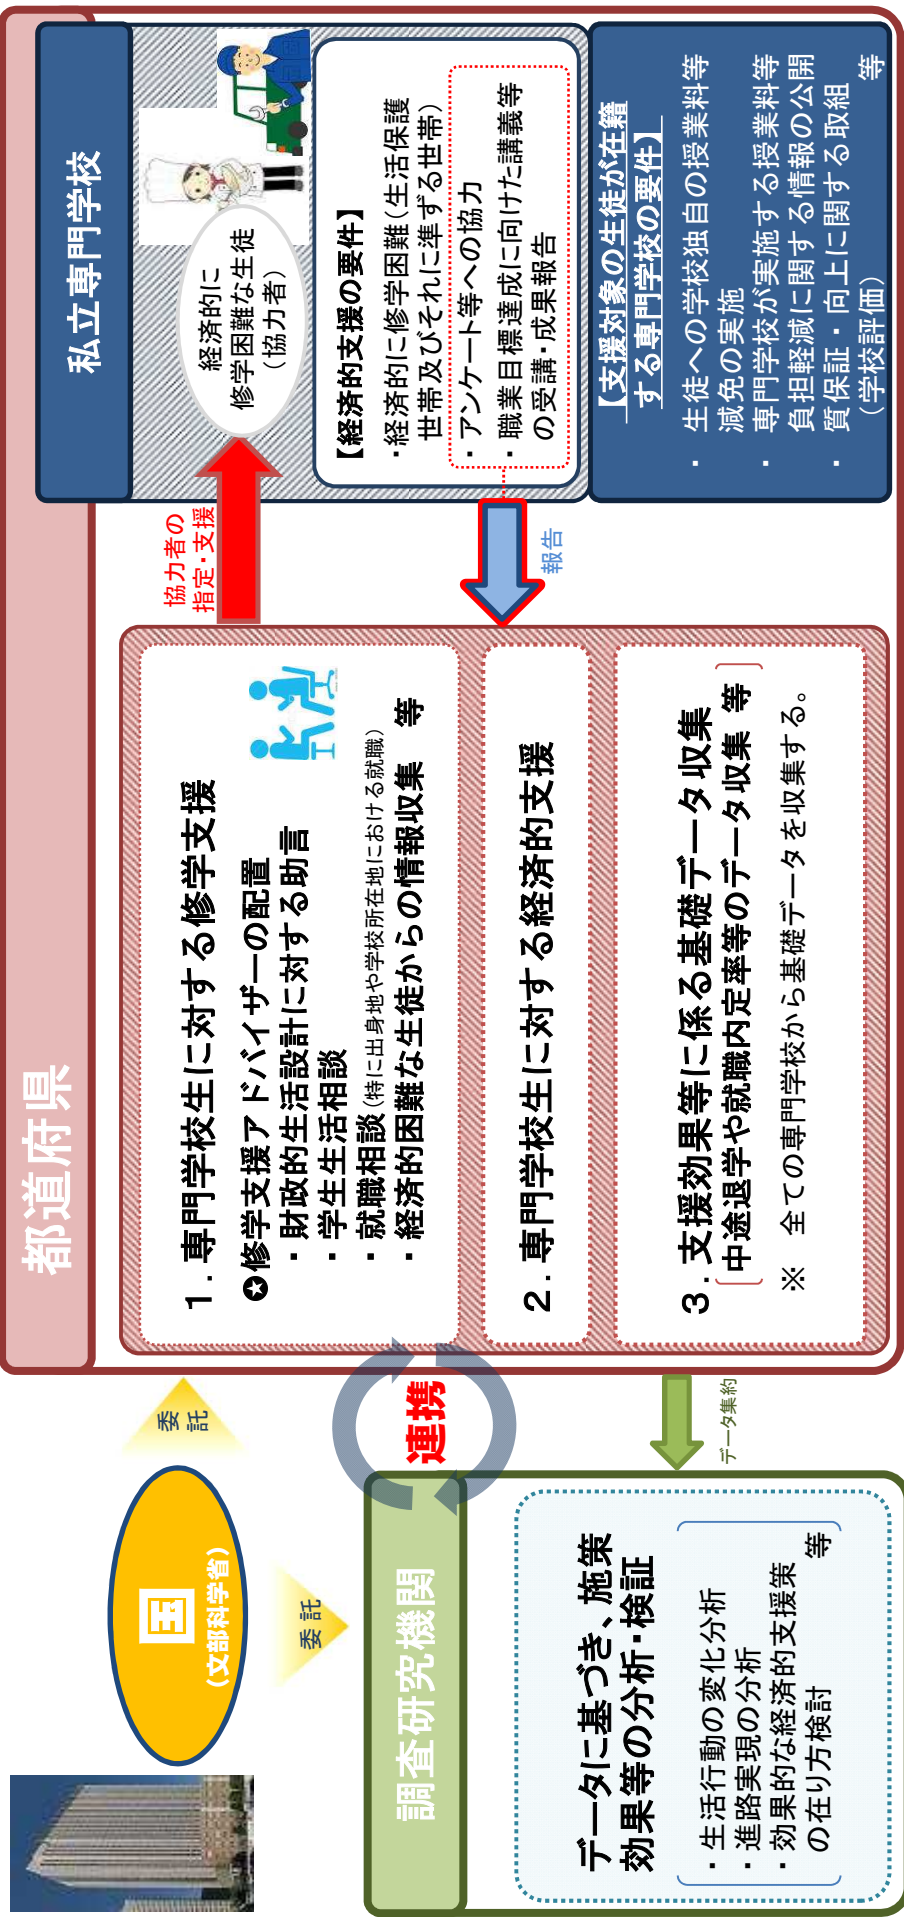 国
（文部科学省）
委託
委託
調査研究機関
データに基づき、施策
効果等の分析・検証
・生活行動の変化分析
・進路実現の分析
・効果的な経済的支援策
の在り方検討 等
連携
データ集約
都道府県
１．専門学校生に対する修学支援
✪修学支援アドバイザーの配置
・財政的生活設計に対する助言
・学生生活相談
・就職相談（特に出身地や学校所在地における就職）
・経済的困難な生徒からの情報収集 等
２．専門学校生に対する経済的支援
３．支援効果等に係る基礎データ収集
中途退学や就職内定率等のデータ収集 等
※ 全ての専門学校から基礎データを収集する。
協力者の
指定・支援
報告
私立専門学校
経済的に
修学困難な生徒
（協力者）
【経済的支援の要件】
・経済的に修学困難（生活保護
世帯及びそれに準ずる世帯）
・アンケート等への協力
・職業目標達成に向けた講義等
の受講・成果報告
【支援対象の生徒が在籍
する専門学校の要件】
・ 生徒への学校独自の授業料等
減免の実施
・ 専門学校が実施する授業料等
負担軽減に関する情報の公開
・ 質保証・向上に関する取組
（学校評価） 等